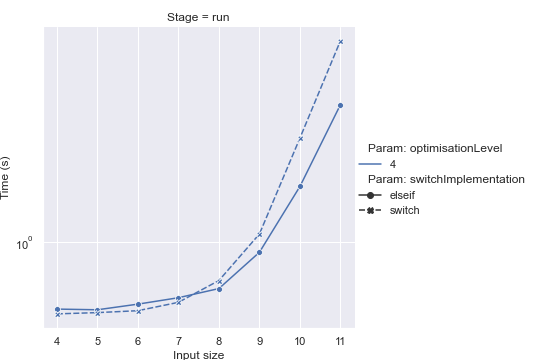 Stage = run
Time (s)
10⁰
4 5 6 7 8 9 10 11
Input size
Param: optimisationLevel
4
Param: switchImplementation
elseif
switch